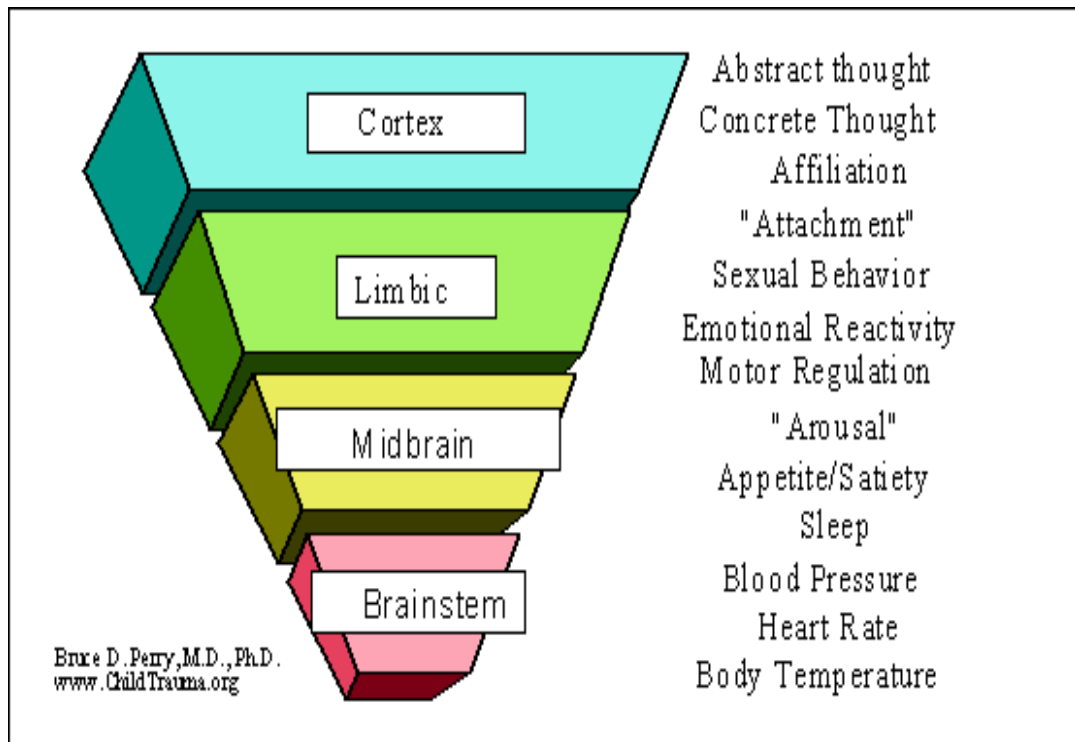 Cortex
Limbic
Midbrain
Brainstem
Abstract thought
Concrete Thought
Affiliation
"Attachment"
Sexual Behavior
Emotional Reactivity
Motor Regulation
"Arousal"
Appetite/Satiety
Sleep
Blood Pressure
Heart Rate
Body Temperature
Bruce D. Perry, M.D., Ph.D.
www.ChildTrauma.org